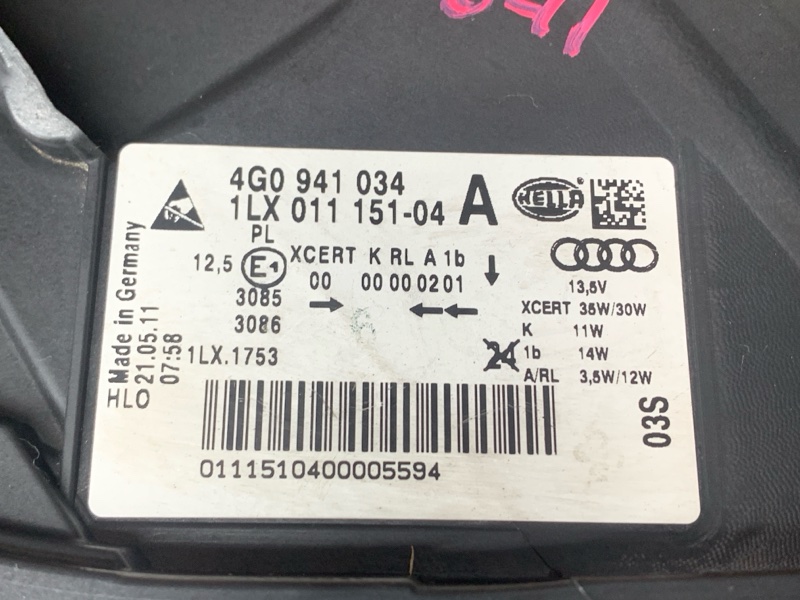 4G0 941 034
1LX 011 151-04 A
HELLA
PL
12,5 E1 XCERT K RL A 1b
00 00 00 02 01
3085
3086
1LX.1753
13,5V
XCERT 35W/30W
K 11W
24 1b 14W
A/RL 3,5W/12W
Made in Germany
21.05.11
07:58
HLO
03S
0111510400005594